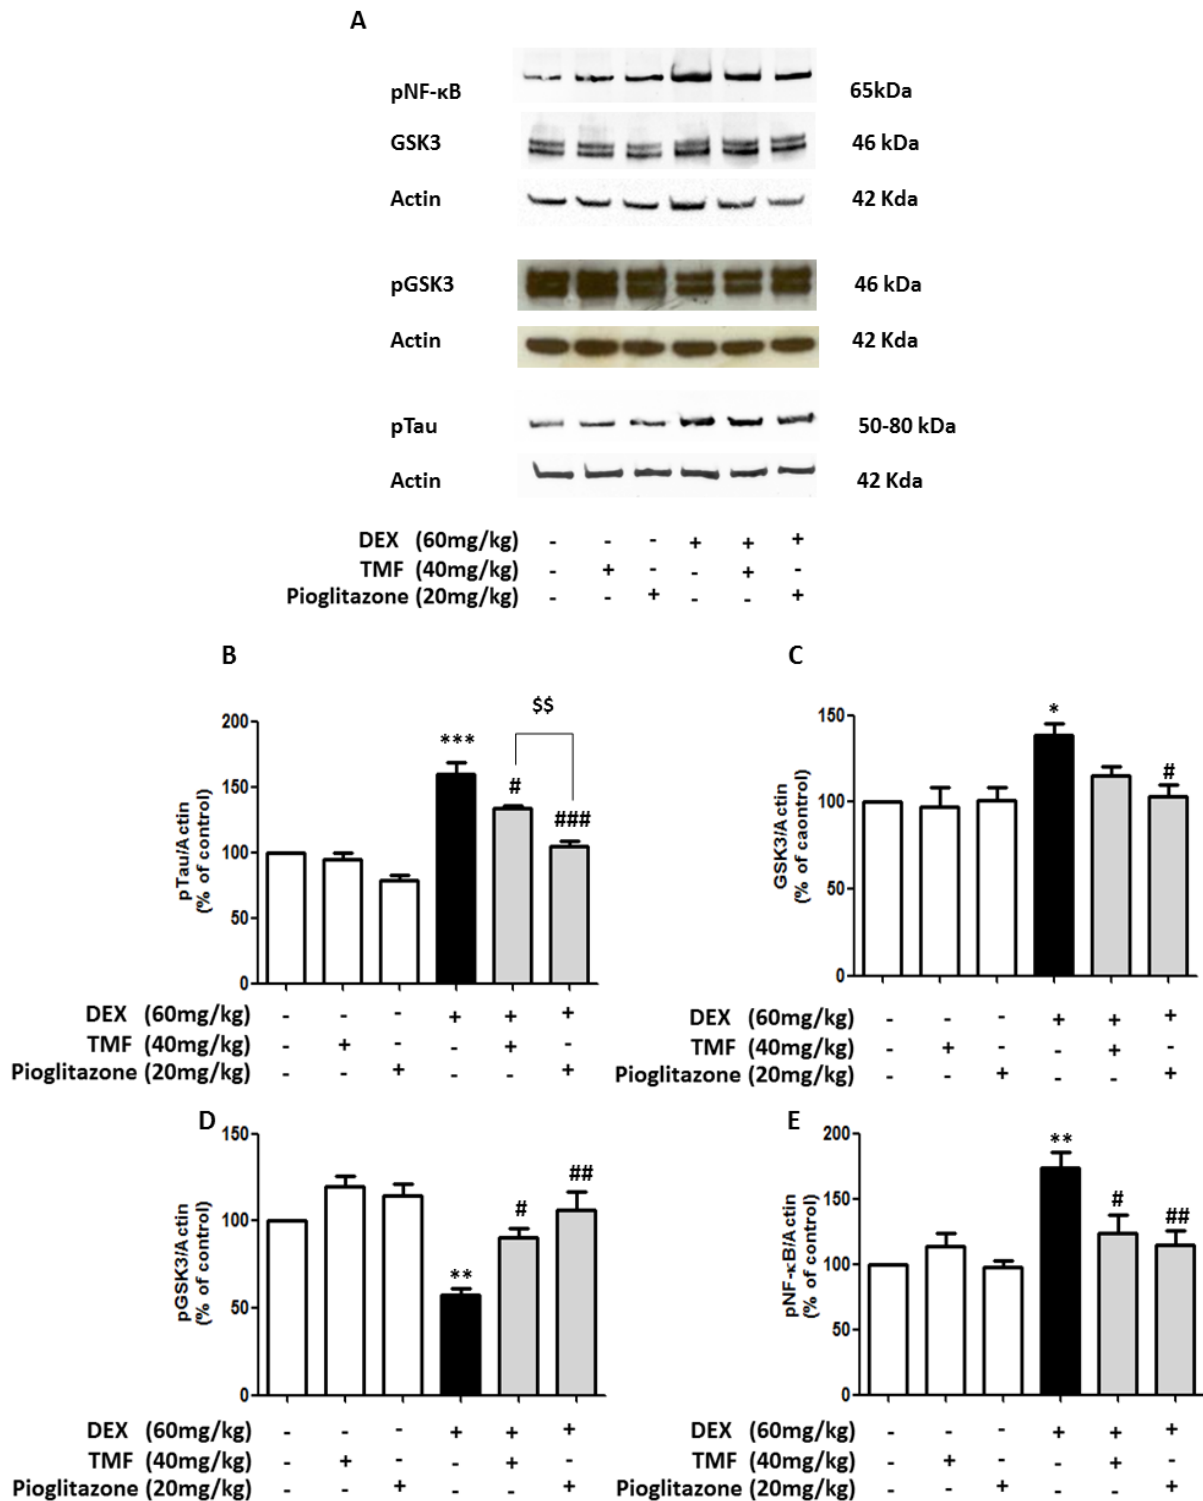 A
pNF-κB 65kDa
GSK3 46 kDa
Actin 42 Kda
pGSK3 46 kDa
Actin 42 Kda
pTau 50-80 kDa
Actin 42 Kda
DEX (60mg/kg) - - - + + +
TMF (40mg/kg) - + - - + -
Pioglitazone (20mg/kg) - - + - - +
B
pTau/Actin
(% of control)
200
150
100
50
0
***
#
$$
###
DEX (60mg/kg) - - - + + +
TMF (40mg/kg) - + - - + -
Pioglitazone (20mg/kg) - - + - - +
C
GSK3/Actin
(% of caontrol)
150
100
50
0
*
#
DEX (60mg/kg) - - - + + +
TMF (40mg/kg) - + - - + -
Pioglitazone (20mg/kg) - - + - - +
D
pGSK3/Actin
(% of control)
150
100
50
0
**
#
##
DEX (60mg/kg) - - - + + +
TMF (40mg/kg) - + - - + -
Pioglitazone (20mg/kg) - - + - - +
E
pNF-κB/Actin
(% of control)
200
150
100
50
0
**
#
##
DEX (60mg/kg) - - - + + +
TMF (40mg/kg) - + - - + -
Pioglitazone (20mg/kg) - - + - - +